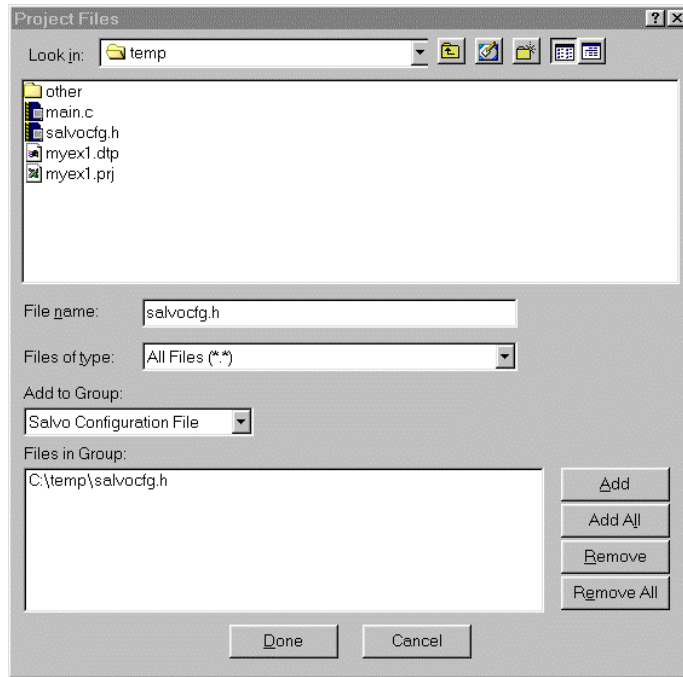 Project Files
Look in: temp
other
main.c
salvocfg.h
myex1.dtp
myex1.prj
File name: salvocfg.h
Files of type: All Files (*.*)
Add to Group:
Salvo Configuration File
Files in Group:
C:\temp\salvocfg.h
Add
Add All
Remove
Remove All
Done Cancel